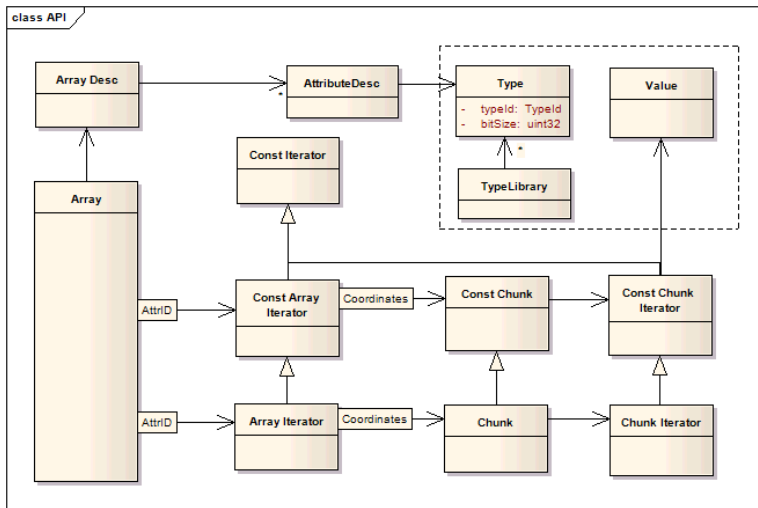 class API
Array Desc
AttributeDesc
*
Type
- typeId: TypeId
- bitSize: uint32
Value
Const Iterator
*
TypeLibrary
Array
AttrID
Const Array
Iterator
Coordinates
Const Chunk
Const Chunk
Iterator
AttrID
Array Iterator
Coordinates
Chunk
Chunk Iterator